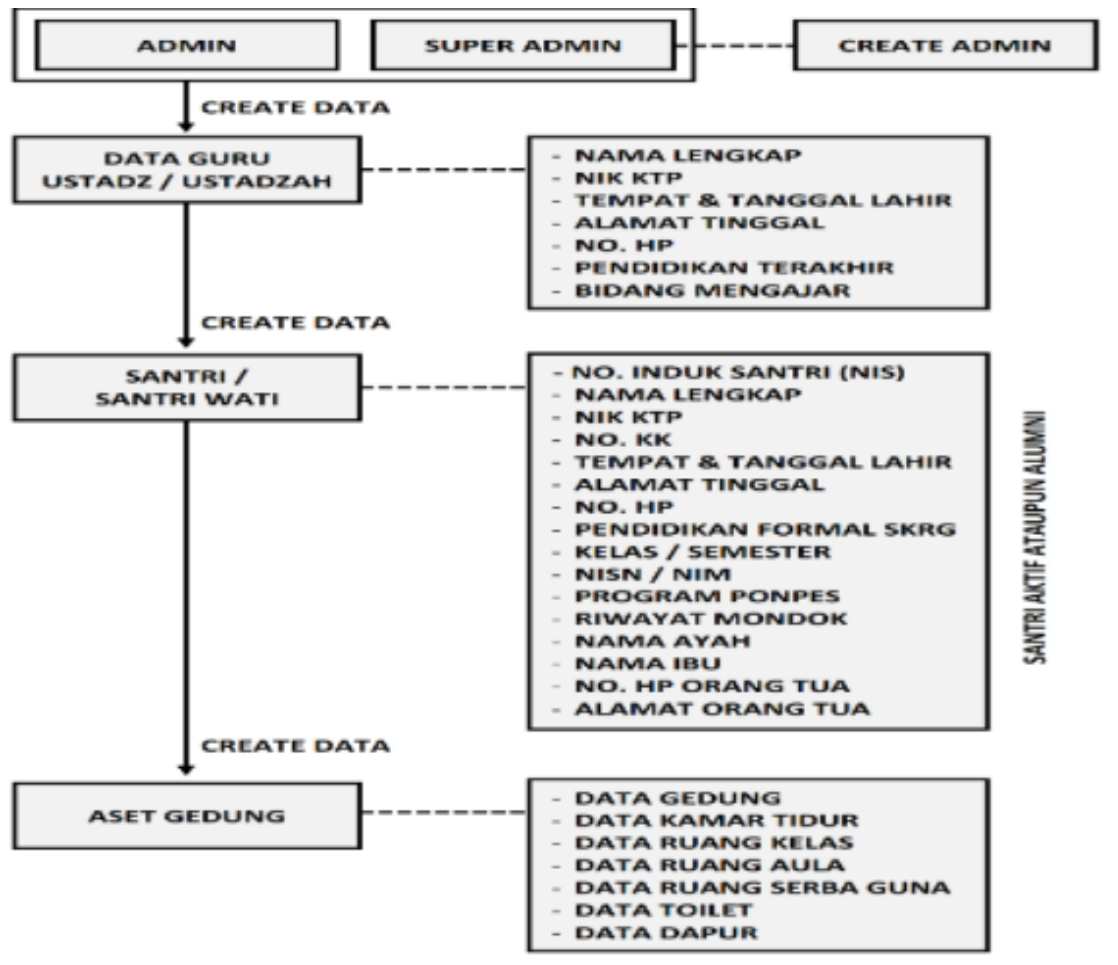 ADMIN
SUPER ADMIN
CREATE ADMIN
CREATE DATA
DATA GURU
USTADZ / USTADZAH
- NAMA LENGKAP
- NIK KTP
- TEMPAT & TANGGAL LAHIR
- ALAMAT TINGGAL
- NO. HP
- PENDIDIKAN TERAKHIR
- BIDANG MENGAJAR
CREATE DATA
SANTRI /
SANTRI WATI
- NO. INDUK SANTRI (NIS)
- NAMA LENGKAP
- NIK KTP
- NO. KK
- TEMPAT & TANGGAL LAHIR
- ALAMAT TINGGAL
- NO. HP
- PENDIDIKAN FORMAL SKRG
- KELAS / SEMESTER
- NISN / NIM
- PROGRAM PONPES
- RIWAYAT MONDOK
- NAMA AYAH
- NAMA IBU
- NO. HP ORANG TUA
- ALAMAT ORANG TUA
SANTRI AKTIF ATAUPUN ALUMNI
CREATE DATA
ASET GEDUNG
- DATA GEDUNG
- DATA KAMAR TIDUR
- DATA RUANG KELAS
- DATA RUANG AULA
- DATA RUANG SERBA GUNA
- DATA TOILET
- DATA DAPUR